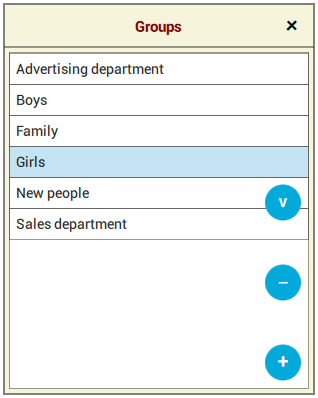 Groups ×
Advertising department
Boys
Family
Girls
New people
v
Sales department
−
+